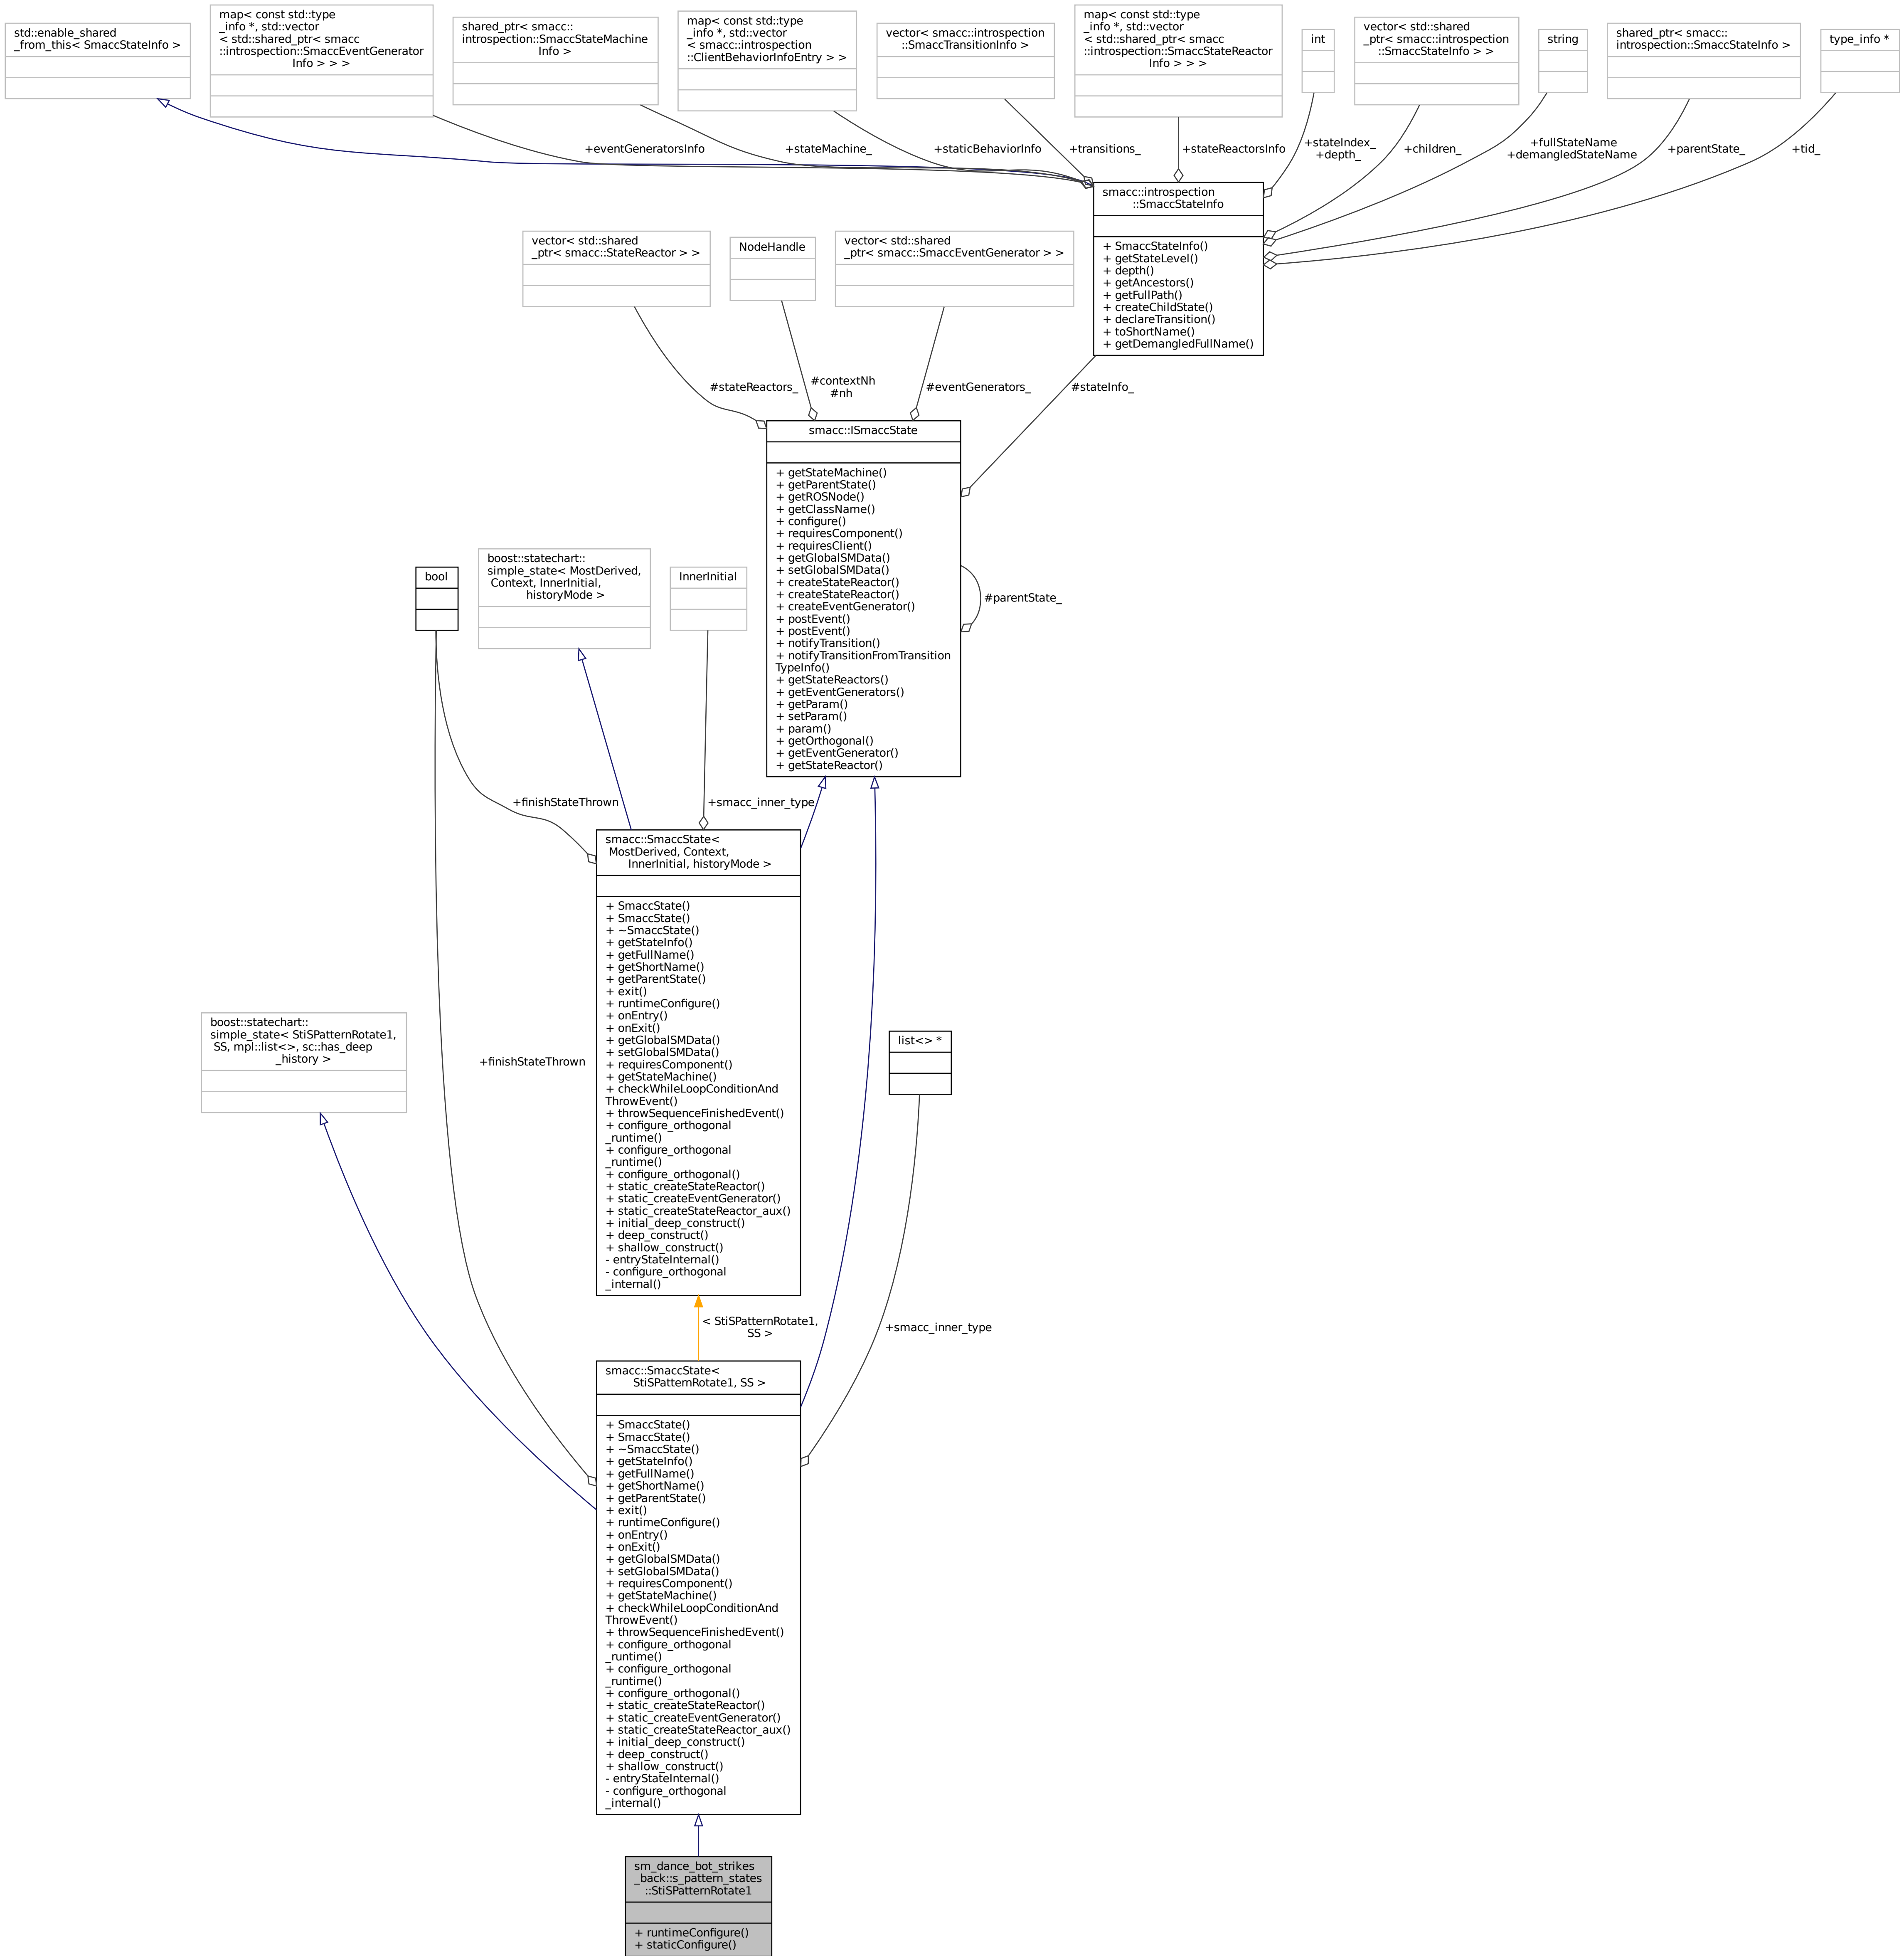 std::enable_shared
_from_this< SmaccStateInfo >
map< const std::type
_info *, std::vector
< std::shared_ptr< smacc
::introspection::SmaccEventGenerator
Info > > >
shared_ptr< smacc::
introspection::SmaccStateMachine
Info >
map< const std::type
_info *, std::vector
< smacc::introspection
::ClientBehaviorInfoEntry > >
vector< smacc::introspection
::SmaccTransitionInfo >
map< const std::type
_info *, std::vector
< std::shared_ptr< smacc
::introspection::SmaccStateReactor
Info > > >
int
vector< std::shared
_ptr< smacc::introspection
::SmaccStateInfo > >
string
shared_ptr< smacc::
introspection::SmaccStateInfo >
type_info *
+eventGeneratorsInfo
+stateMachine_
+staticBehaviorInfo
+transitions_
+stateReactorsInfo
+stateIndex_
+depth_
+children_
+fullStateName
+demangledStateName
+parentState_
+tid_
smacc::introspection
::SmaccStateInfo
+ SmaccStateInfo()
+ getStateLevel()
+ depth()
+ getAncestors()
+ getFullPath()
+ createChildState()
+ declareTransition()
+ toShortName()
+ getDemangledFullName()
vector< std::shared
_ptr< smacc::StateReactor > >
NodeHandle
vector< std::shared
_ptr< smacc::SmaccEventGenerator > >
#stateReactors_
#contextNh
#nh
#eventGenerators_
#stateInfo_
smacc::ISmaccState
+ getStateMachine()
+ getParentState()
+ getROSNode()
+ getClassName()
+ configure()
+ requiresComponent()
+ requiresClient()
+ getGlobalSMData()
+ setGlobalSMData()
+ createStateReactor()
+ createStateReactor()
+ createEventGenerator()
+ postEvent()
+ postEvent()
+ notifyTransition()
+ notifyTransitionFromTransition
TypeInfo()
+ getStateReactors()
+ getEventGenerators()
+ getParam()
+ setParam()
+ param()
+ getOrthogonal()
+ getEventGenerator()
+ getStateReactor()
#parentState_
bool
boost::statechart::
simple_state< MostDerived,
Context, InnerInitial,
historyMode >
InnerInitial
+finishStateThrown
+smacc_inner_type
smacc::SmaccState<
MostDerived, Context,
InnerInitial, historyMode >
+ SmaccState()
+ SmaccState()
+ ~SmaccState()
+ getStateInfo()
+ getFullName()
+ getShortName()
+ getParentState()
+ exit()
+ runtimeConfigure()
+ onEntry()
+ onExit()
+ getGlobalSMData()
+ setGlobalSMData()
+ requiresComponent()
+ getStateMachine()
+ checkWhileLoopConditionAnd
ThrowEvent()
+ throwSequenceFinishedEvent()
+ configure_orthogonal
_runtime()
+ configure_orthogonal
_runtime()
+ configure_orthogonal()
+ static_createStateReactor()
+ static_createEventGenerator()
+ static_createStateReactor_aux()
+ initial_deep_construct()
+ deep_construct()
+ shallow_construct()
- entryStateInternal()
- configure_orthogonal
_internal()
boost::statechart::
simple_state< StiSPatternRotate1,
SS, mpl::list<>, sc::has_deep
_history >
+finishStateThrown
list<> *
< StiSPatternRotate1,
SS >
+smacc_inner_type
smacc::SmaccState<
StiSPatternRotate1, SS >
+ SmaccState()
+ SmaccState()
+ ~SmaccState()
+ getStateInfo()
+ getFullName()
+ getShortName()
+ getParentState()
+ exit()
+ runtimeConfigure()
+ onEntry()
+ onExit()
+ getGlobalSMData()
+ setGlobalSMData()
+ requiresComponent()
+ getStateMachine()
+ checkWhileLoopConditionAnd
ThrowEvent()
+ throwSequenceFinishedEvent()
+ configure_orthogonal
_runtime()
+ configure_orthogonal
_runtime()
+ configure_orthogonal()
+ static_createStateReactor()
+ static_createEventGenerator()
+ static_createStateReactor_aux()
+ initial_deep_construct()
+ deep_construct()
+ shallow_construct()
- entryStateInternal()
- configure_orthogonal
_internal()
sm_dance_bot_strikes
_back::s_pattern_states
::StiSPatternRotate1
+ runtimeConfigure()
+ staticConfigure()